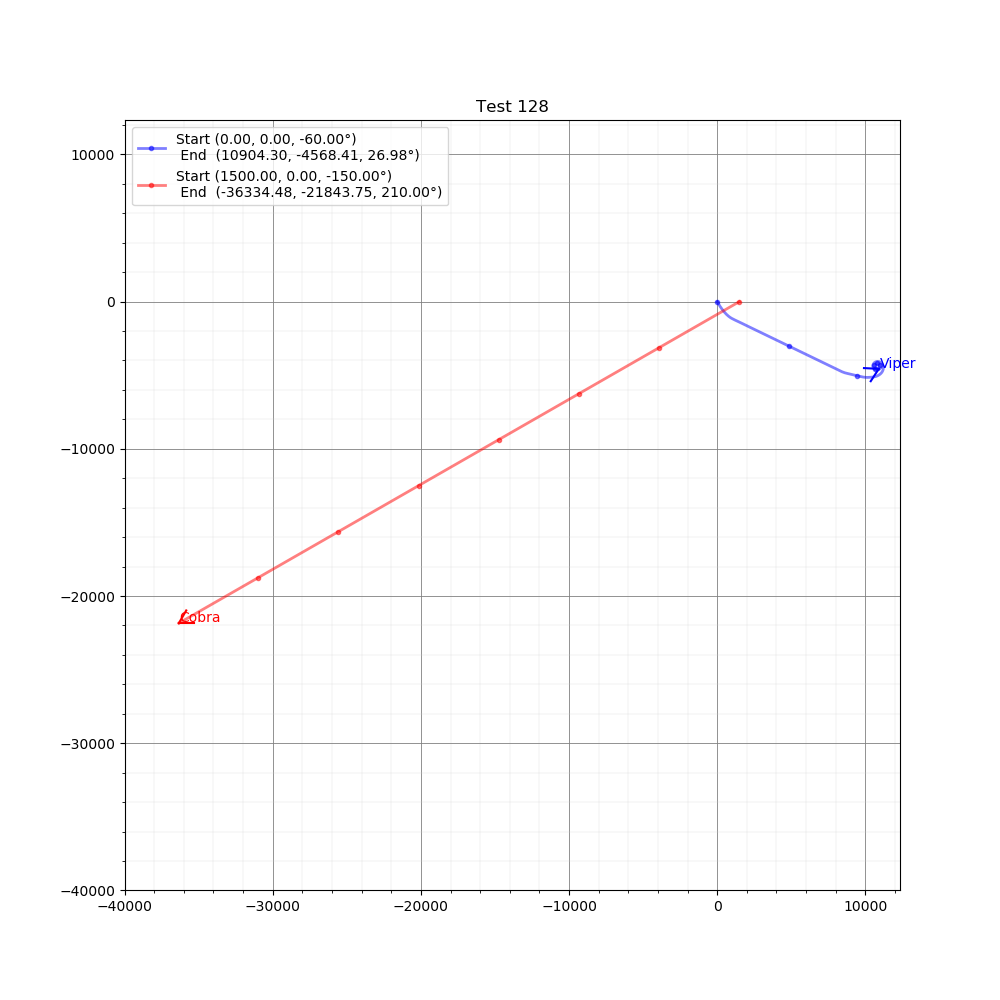 Test 128
Start (0.00, 0.00, -60.00°)
End  (10904.30, -4568.41, 26.98°)
Start (1500.00, 0.00, -150.00°)
End  (-36334.48, -21843.75, 210.00°)
10000
0
−10000
−20000
−30000
−40000
Viper
Cobra
−40000
−30000
−20000
−10000
0
10000